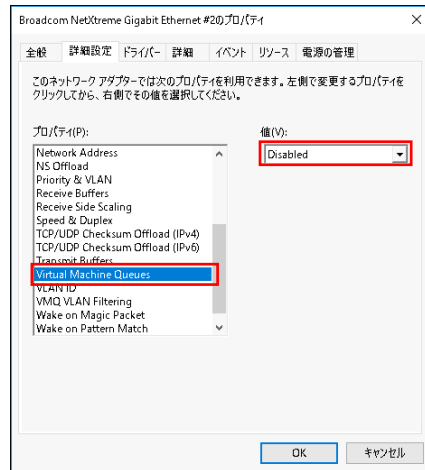 Broadcom NetXtreme Gigabit Ethernet #2のプロパティ
全般 詳細設定 ドライバー 詳細 イベント リソース 電源の管理
このネットワーク アダプターでは次のプロパティを利用できます。左側で変更するプロパティを
クリックしてから、右側でその値を選択してください。
プロパティ(P):
値(V):
Network Address
Disabled
NS Offload
Priority & VLAN
Receive Buffers
Receive Side Scaling
Speed & Duplex
TCP/UDP Checksum Offload (IPv4)
TCP/UDP Checksum Offload (IPv6)
Transmit Buffers
Virtual Machine Queues
VLAN ID
VMQ VLAN Filtering
Wake on Magic Packet
Wake on Pattern Match
OK
キャンセル